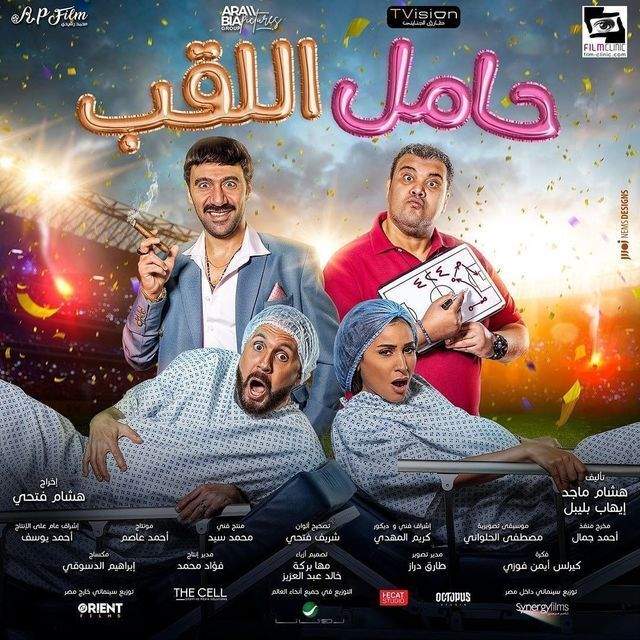 A.P Film
ARABIA pictures
GROUP
TVision
FILMCLINIC
film-clinic.com
حامل اللقب
NEMS DESIGNS
إخراج
هشام فتحي
تأليف
هشام ماجد
إيهاب بليبل
مخرج منفذ
أحمد جمال
موسيقى تصويرية
مصطفى الحلواني
إشراف فني و ديكور
كريم المهدي
تصحيح ألوان
شريف فتحي
منتج فني
محمد سيد
مونتاج
أحمد عاصم
إشراف عام على الإنتاج
أحمد يوسف
فكرة
كيرلس أيمن فوزي
مدير تصوير
طارق دراز
تصميم أزياء
مها بركة
خالد عبد العزيز
مدير إنتاج
فؤاد محمد
مكساج
إبراهيم الدسوقي
توزيع سينمائي داخل مصر
Synergyfilms
OCTOPUS
HECAT
STUDIO
التوزيع في جميع أنحاء العالم
روتانا
THE CELL
توزيع سينمائي خارج مصر
ORIENT
FILMS